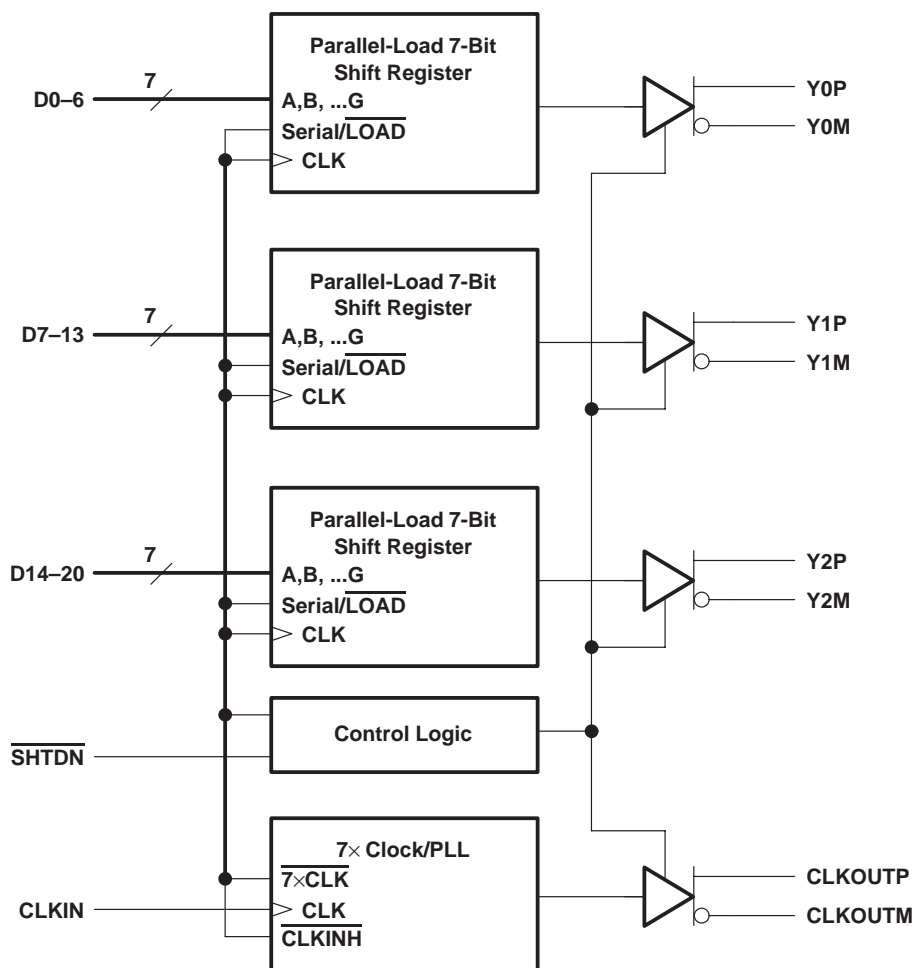 Parallel-Load 7-Bit
Shift Register
7
D0–6
A,B, ...G
Serial/LOAD
CLK
Y0P
Y0M
Parallel-Load 7-Bit
Shift Register
7
D7–13
A,B, ...G
Serial/LOAD
CLK
Y1P
Y1M
Parallel-Load 7-Bit
Shift Register
7
D14–20
A,B, ...G
Serial/LOAD
CLK
Y2P
Y2M
Control Logic
SHTDN
7× Clock/PLL
7×CLK
CLKIN
CLK
CLKINH
CLKOUTP
CLKOUTM